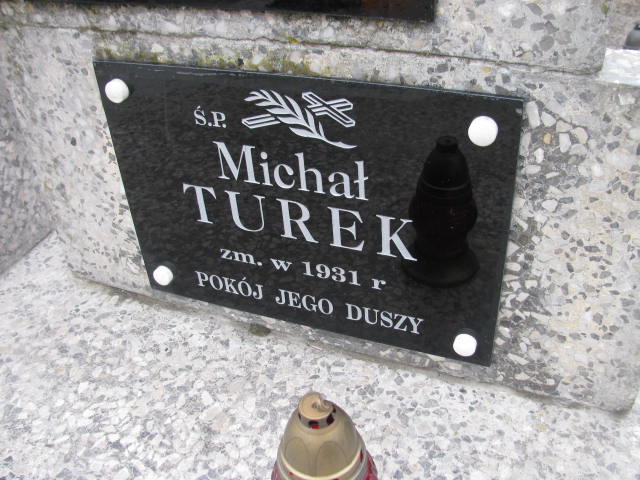 Ś.P.
Michał
TUREK
zm. w 1931 r
POKÓJ JEGO DUSZY